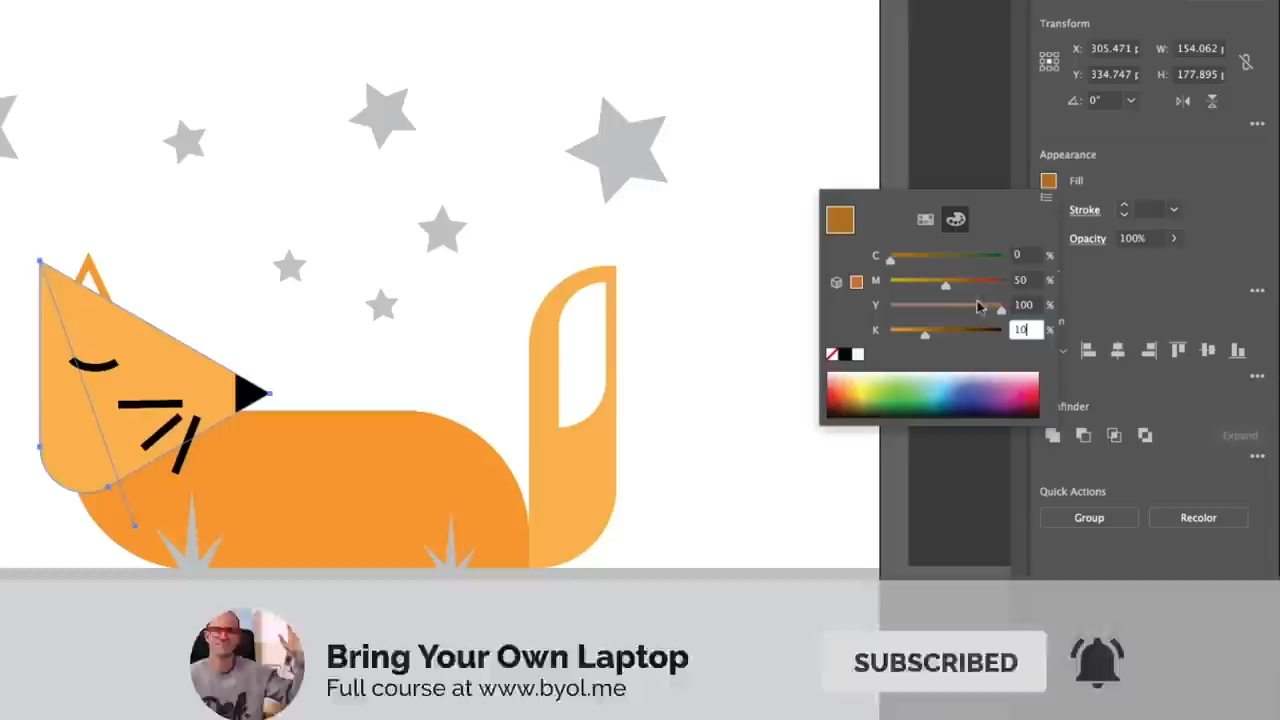 Transform
X: 305.471 p W: 154.062 p
Y: 334.747 p H: 177.895 p
0°
Appearance
Fill
Stroke
Opacity 100%
C 0 %
M 50 %
Y 100 %
K 10 %
Expand
Quick Actions
Group Recolor
Bring Your Own Laptop
Full course at www.byol.me
SUBSCRIBED